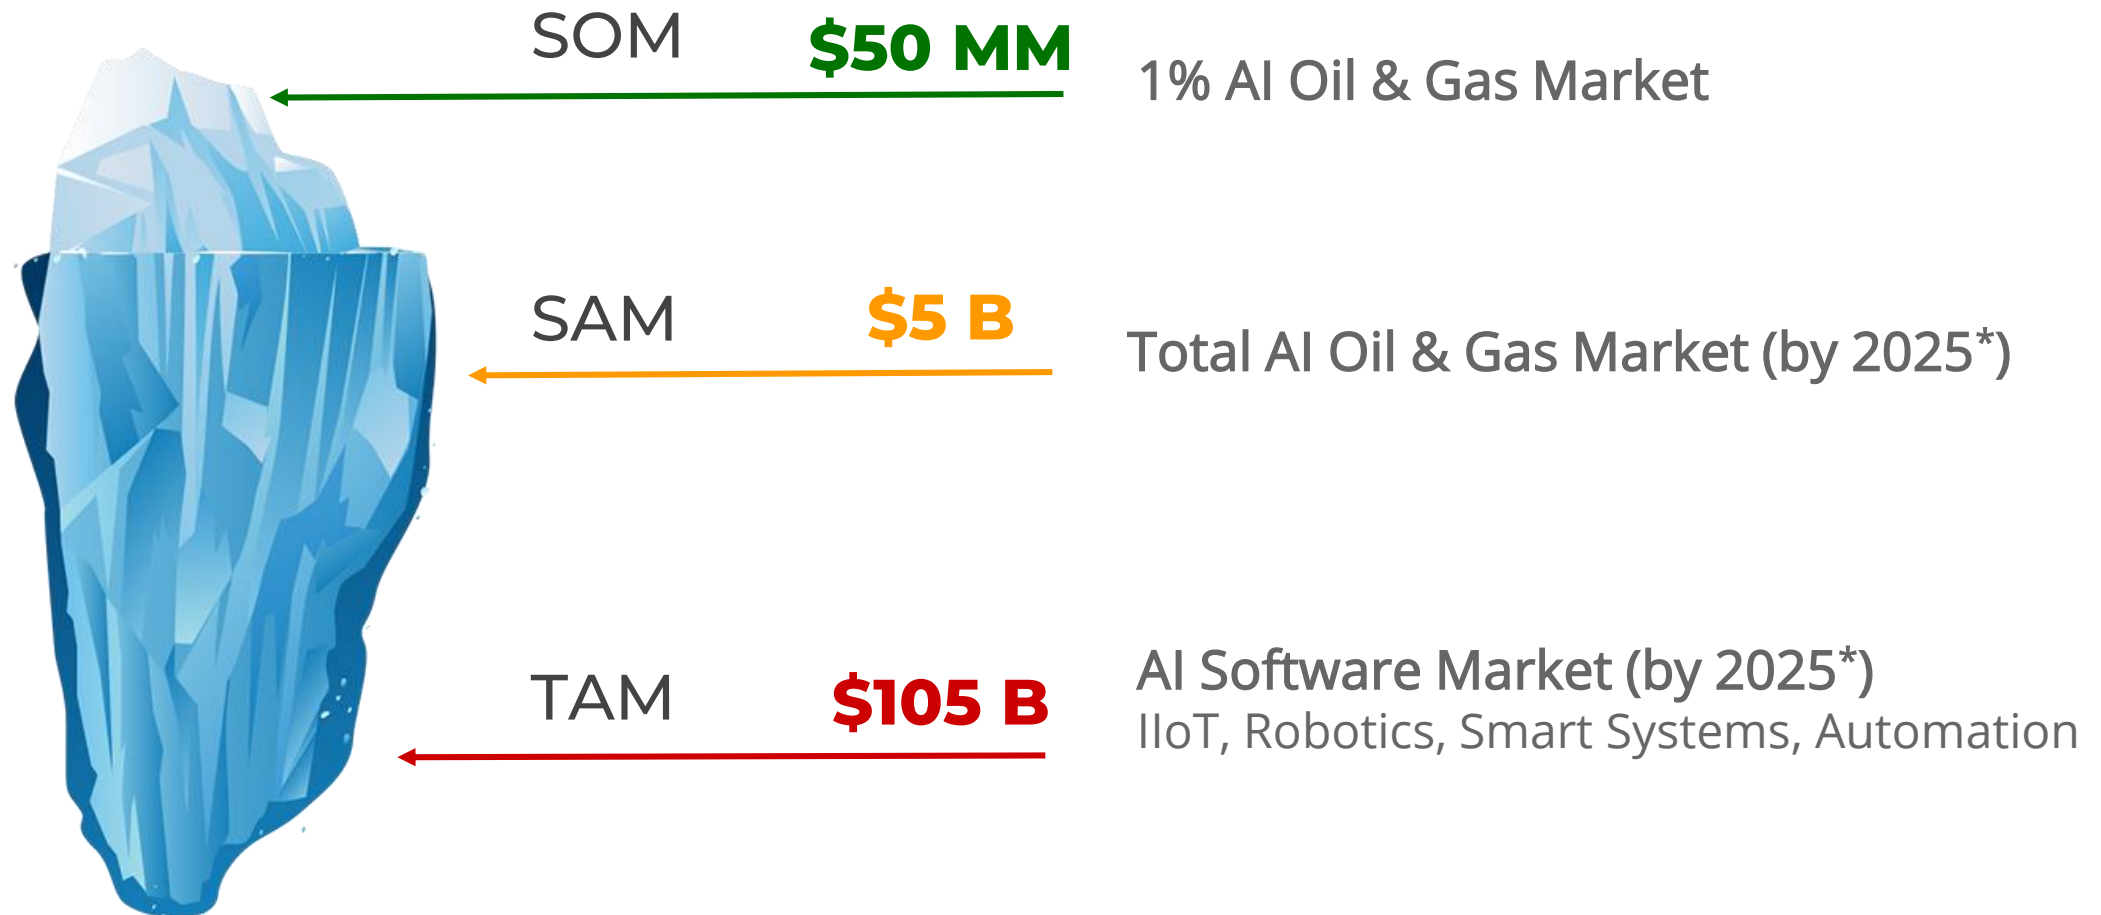 SOM $50 MM
1% AI Oil & Gas Market
SAM $5 B
Total AI Oil & Gas Market (by 2025*)
TAM $105 B
AI Software Market (by 2025*)
IIoT, Robotics, Smart Systems, Automation